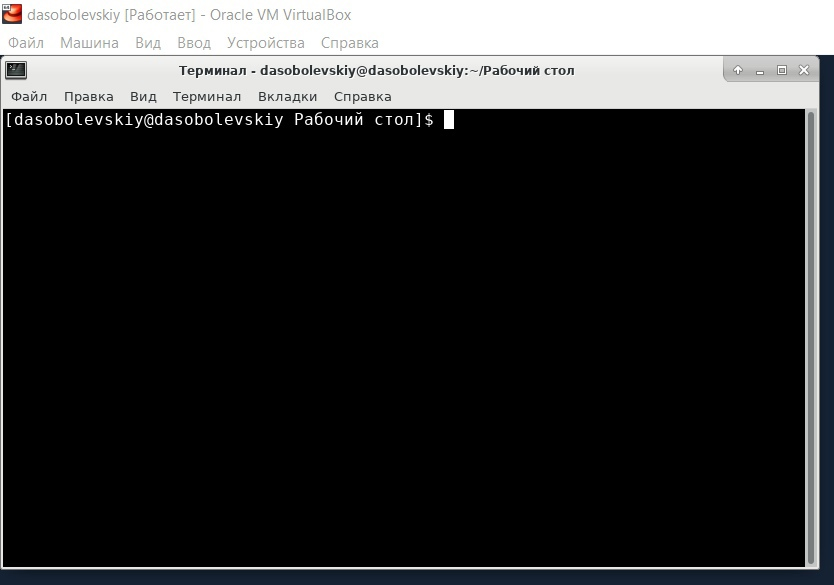 dasobolevskiy [Работает] - Oracle VM VirtualBox
Файл Машина Вид Ввод Устройства Справка
Терминал - dasobolevskiy@dasobolevskiy:~/Рабочий стол
Файл Правка Вид Терминал Вкладки Справка
[dasobolevskiy@dasobolevskiy Рабочий стол]$